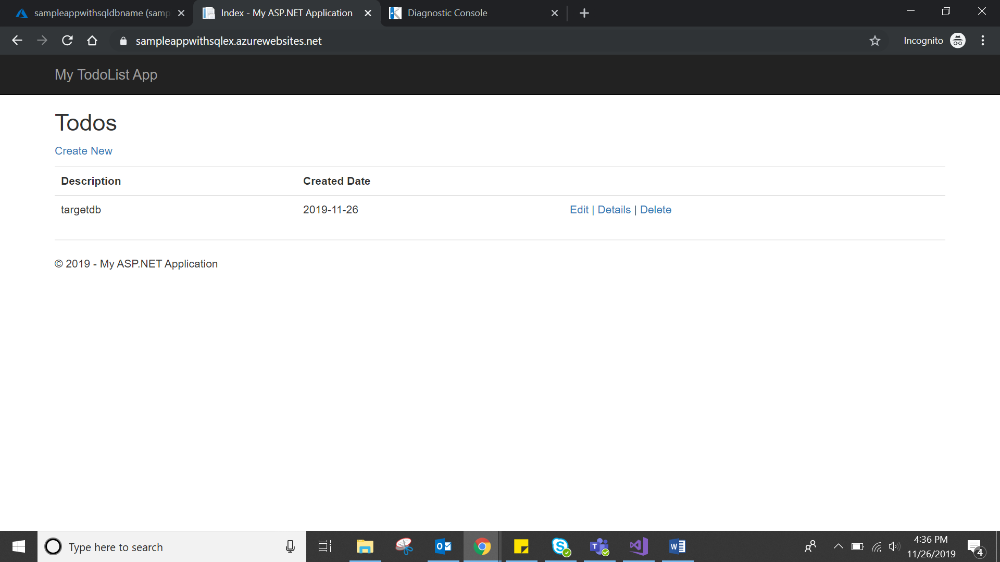 sampleappwithsqldbname (samp
Index - My ASP.NET Application
Diagnostic Console
sampleappwithsqlex.azurewebsites.net
Incognito
My TodoList App
Todos
Create New
Description Created Date
targetdb 2019-11-26 Edit | Details | Delete
© 2019 - My ASP.NET Application
Type here to search
4:36 PM
11/26/2019
4